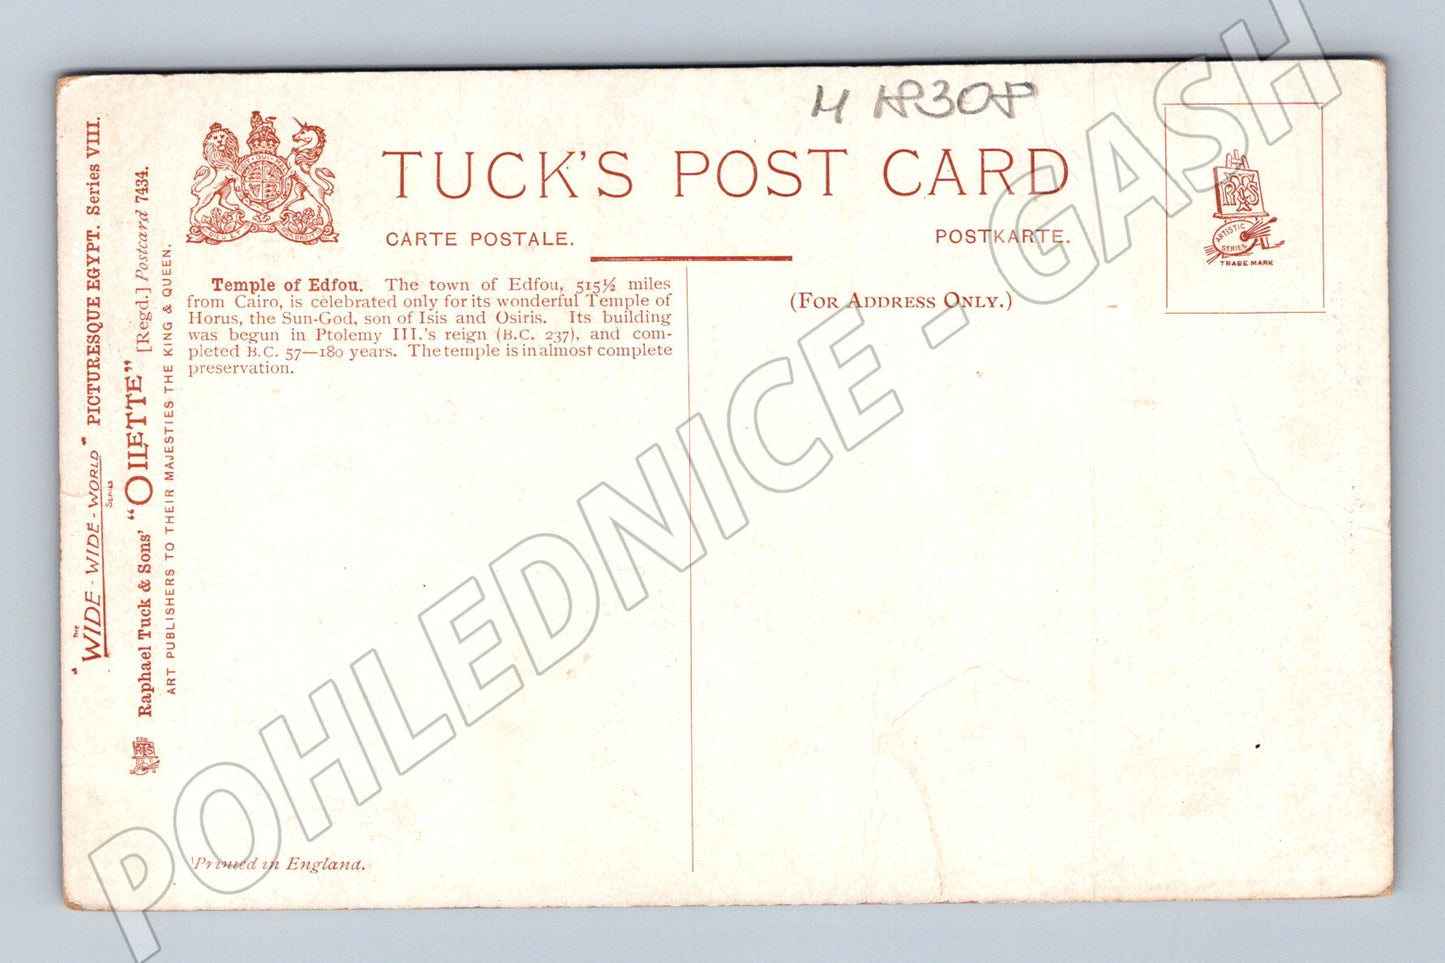 TUCK'S POST CARD
CARTE POSTALE.
POSTKARTE.
(FOR ADDRESS ONLY.)
ARTISTIC
SERIES
TRADE MARK
Temple of Edfou. The town of Edfou, 515½ miles
from Cairo, is celebrated only for its wonderful Temple of
Horus, the Sun-God, son of Isis and Osiris. Its building
was begun in Ptolemy III.'s reign (B.C. 237), and com-
pleted B.C. 57—180 years. The temple is in almost complete
preservation.
"THE WIDE-WIDE-WORLD" SERIES PICTURESQUE EGYPT. Series VIII.
Raphael Tuck & Sons' "OILETTE" [Regd.] Postcard 7434.
ART PUBLISHERS TO THEIR MAJESTIES THE KING & QUEEN.
Printed in England.
POHLEDNICE - GASH